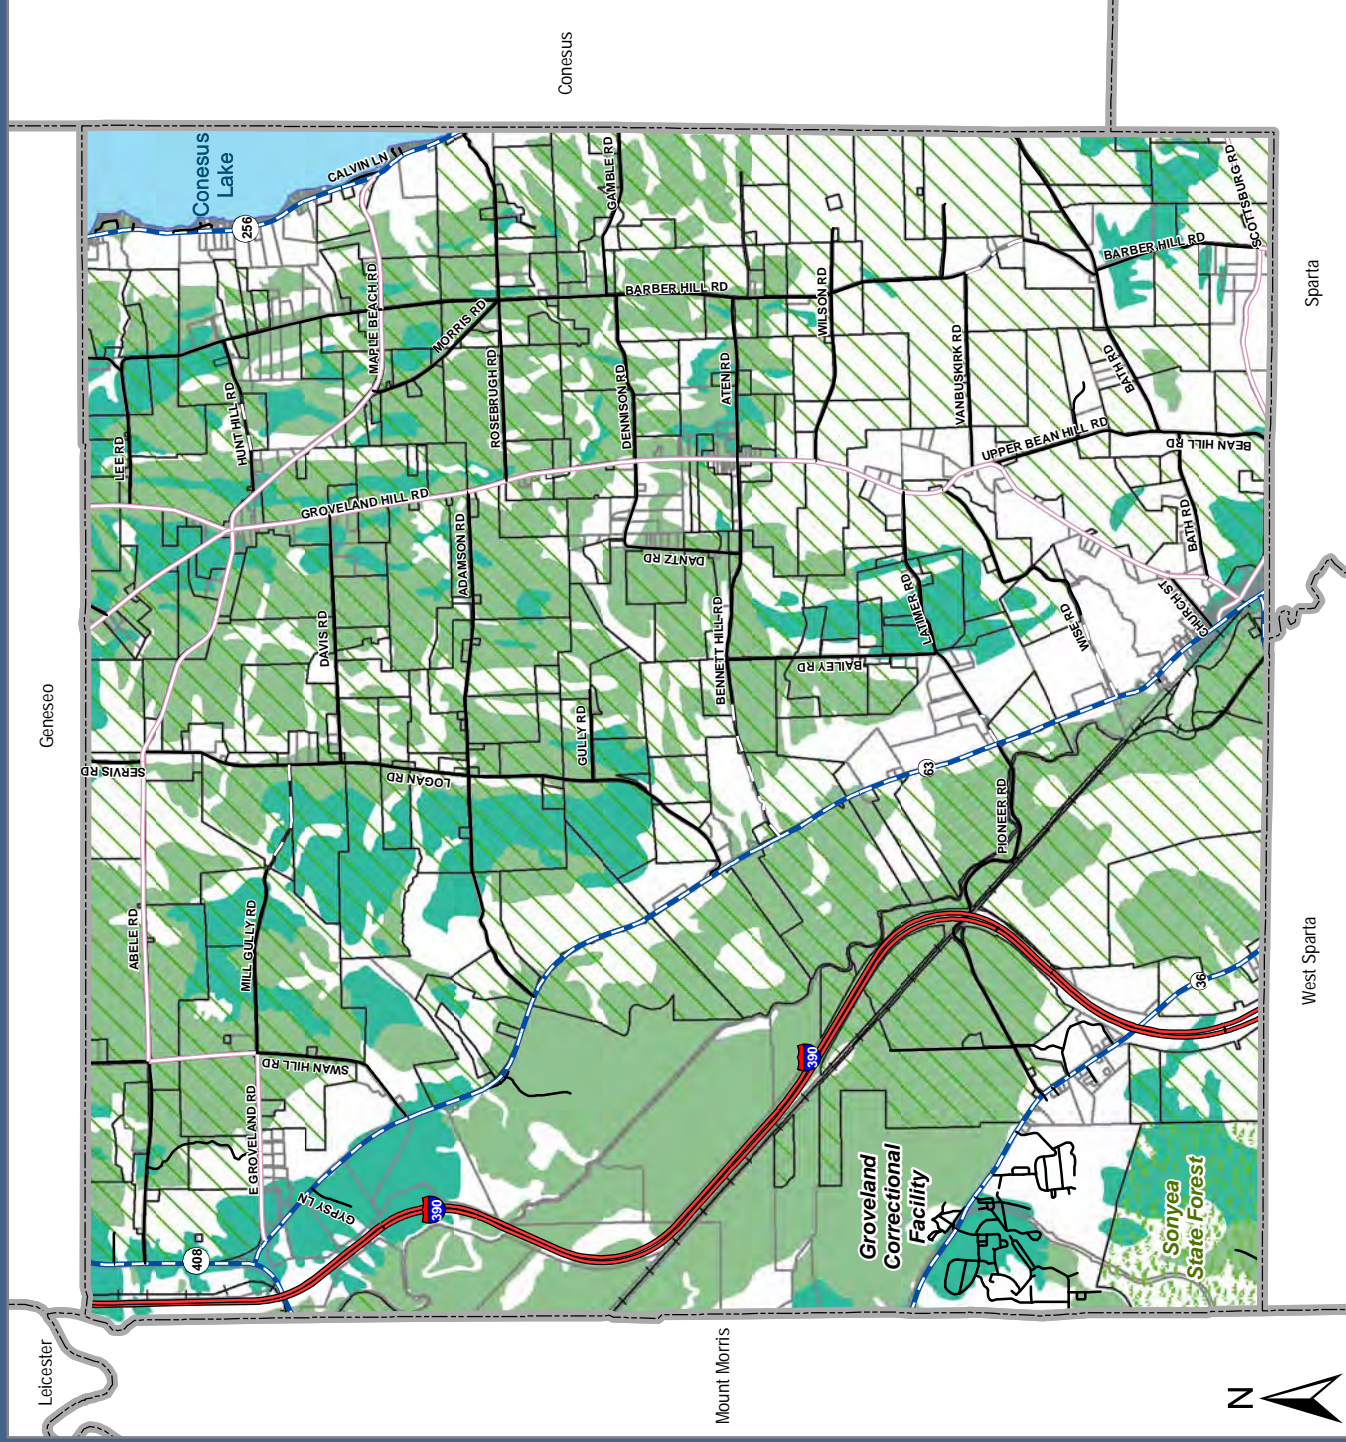 Conesus
Conesus
Lake
CALVIN LN
256
GAMBLE RD
SCOTTSBURG RD
BARBER HILL RD
Sparta
MAPLE BEACH RD
BARBER HILL RD
WILSON RD
MORRIS RD
ROSEBRUGH RD
DENNISON RD
ATEN RD
VANBUSKIRK RD
BATH RD
HUNT HILL RD
LEE RD
UPPER BEAN HILL RD
BEAN HILL RD
GROVELAND HILL RD
ADAMSON RD
BATH RD
DANTZ RD
CHURCH ST
LATIMER RD
WISE RD
DAVIS RD
BENNETT HILL RD
BAILEY RD
Geneseo
GULLY RD
SERVIS RD
LOGAN RD
63
PIONEER RD
ABELE RD
MILL GULLY RD
West Sparta
36
390
SWAN HILL RD
E GROVELAND RD
GYPSY LN
390
408
Groveland
Correctional
Facility
Sonyea
State Forest
Leicester
Mount Morris
N